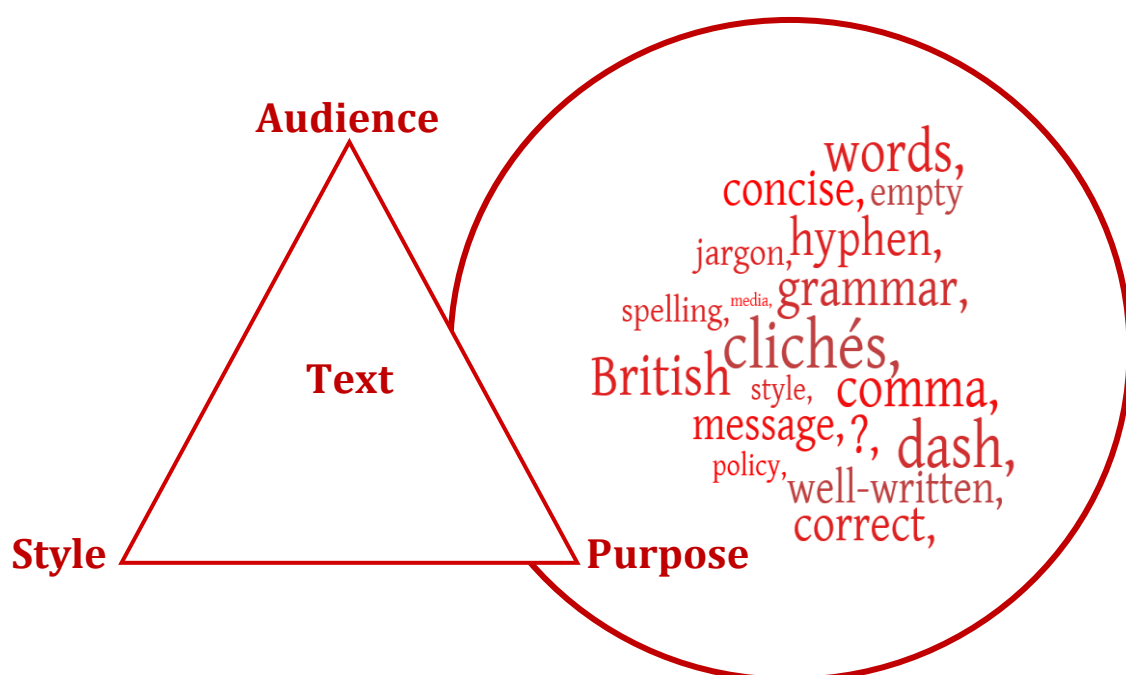 Audience
Text
Style
Purpose
words,
concise, empty
jargon, hyphen,
spelling, media, grammar,
clichés,
British style, comma,
message, ?, dash,
policy, well-written,
correct,